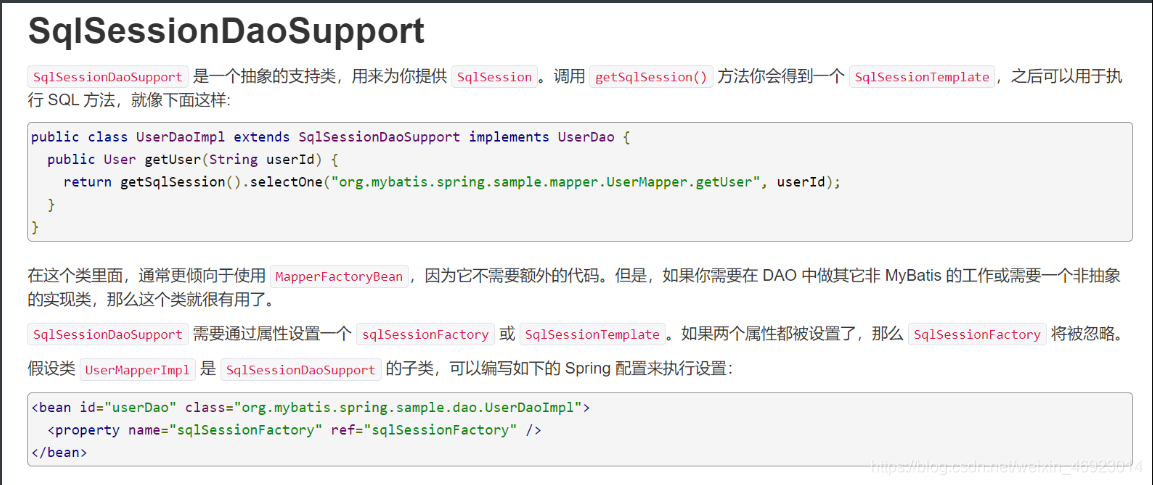 SqlSessionDaoSupport
SqlSessionDaoSupport 是一个抽象的支持类，用来为你提供 SqlSession。调用 getSqlSession() 方法你会得到一个 SqlSessionTemplate，之后可以用于执
行 SQL 方法，就像下面这样:
public class UserDaoImpl extends SqlSessionDaoSupport implements UserDao {
  public User getUser(String userId) {
    return getSqlSession().selectOne("org.mybatis.spring.sample.mapper.UserMapper.getUser", userId);
  }
}
在这个类里面，通常更倾向于使用 MapperFactoryBean，因为它不需要额外的代码。但是，如果你需要在 DAO 中做其它非 MyBatis 的工作或需要一个非抽象
的实现类，那么这个类就很有用了。
SqlSessionDaoSupport 需要通过属性设置一个 sqlSessionFactory 或 SqlSessionTemplate。如果两个属性都被设置了，那么 SqlSessionFactory 将被忽略。
假设类 UserMapperImpl 是 SqlSessionDaoSupport 的子类，可以编写如下的 Spring 配置来执行设置：
<bean id="userDao" class="org.mybatis.spring.sample.dao.UserDaoImpl">
  <property name="sqlSessionFactory" ref="sqlSessionFactory" />
</bean>
https://blog.csdn.net/weixin_46923014